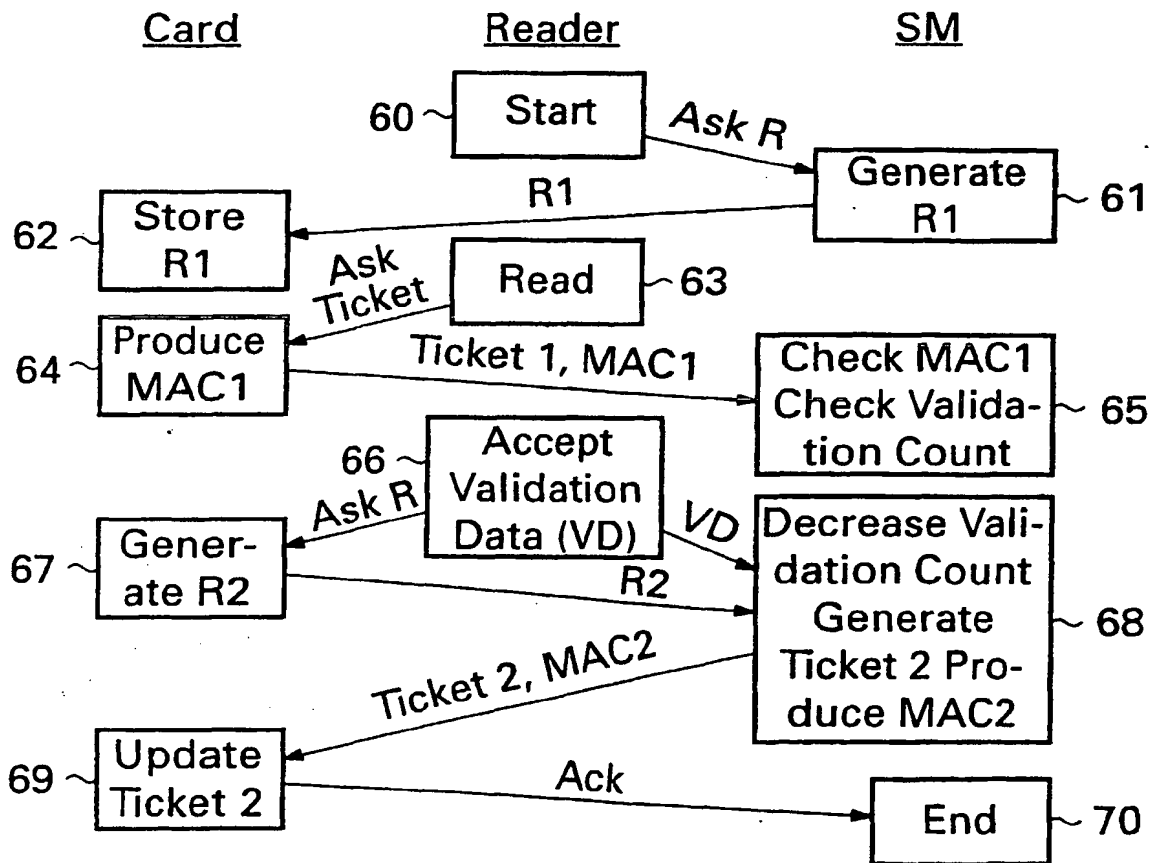 Card Reader SM
60 Start
Ask R
Generate
R1
61
R1
62 Store
R1
Ask
Ticket
Read 63
64 Produce
MAC1
Ticket 1, MAC1
Check MAC1
Check Valida-
tion Count
65
66 Accept
Validation
Data (VD)
Ask R
VD
67 Gener-
ate R2
R2
Decrease Vali-
dation Count
Generate
Ticket 2 Pro-
duce MAC2
68
Ticket 2, MAC2
69 Update
Ticket 2
Ack
End 70